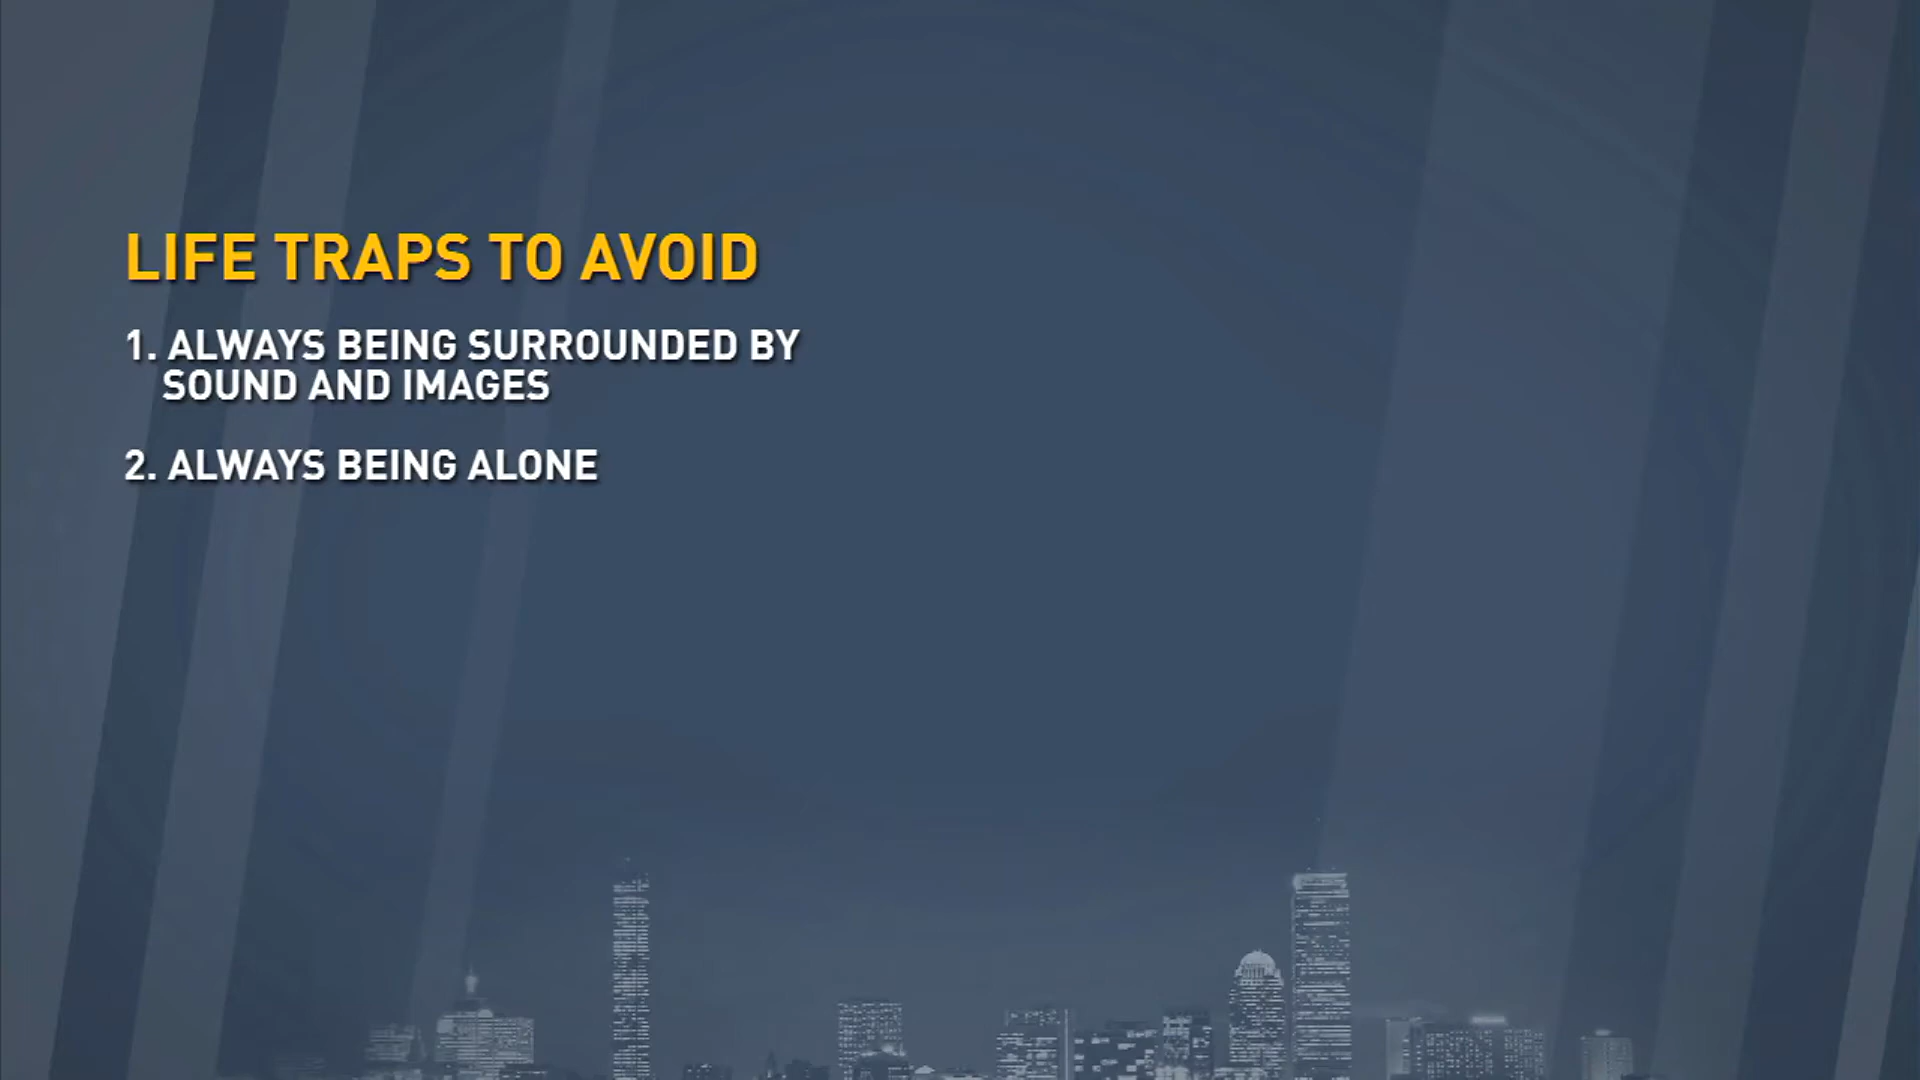 LIFE TRAPS TO AVOID
1. ALWAYS BEING SURROUNDED BY
SOUND AND IMAGES
2. ALWAYS BEING ALONE